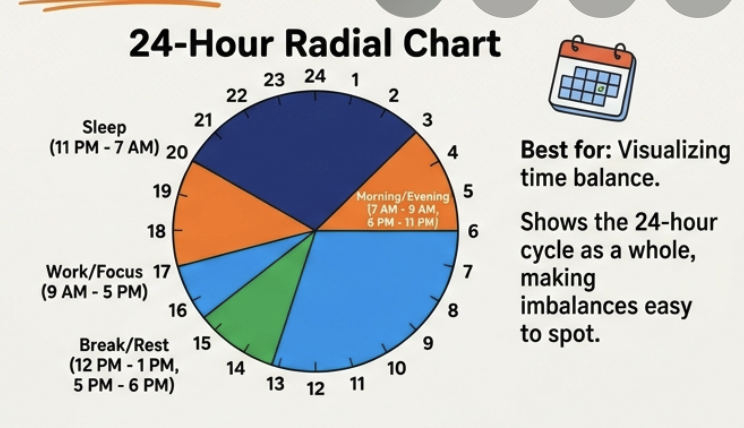 24-Hour Radial Chart
24
1
2
3
4
5
6
7
8
9
10
11
12
13
14
15
16
17
18
19
20
21
22
23
Sleep
(11 PM - 7 AM)
Morning/Evening
(7 AM - 9 AM,
6 PM - 11 PM)
Work/Focus
(9 AM - 5 PM)
Break/Rest
(12 PM - 1 PM,
5 PM - 6 PM)
Best for: Visualizing
time balance.
Shows the 24-hour
cycle as a whole,
making
imbalances easy
to spot.